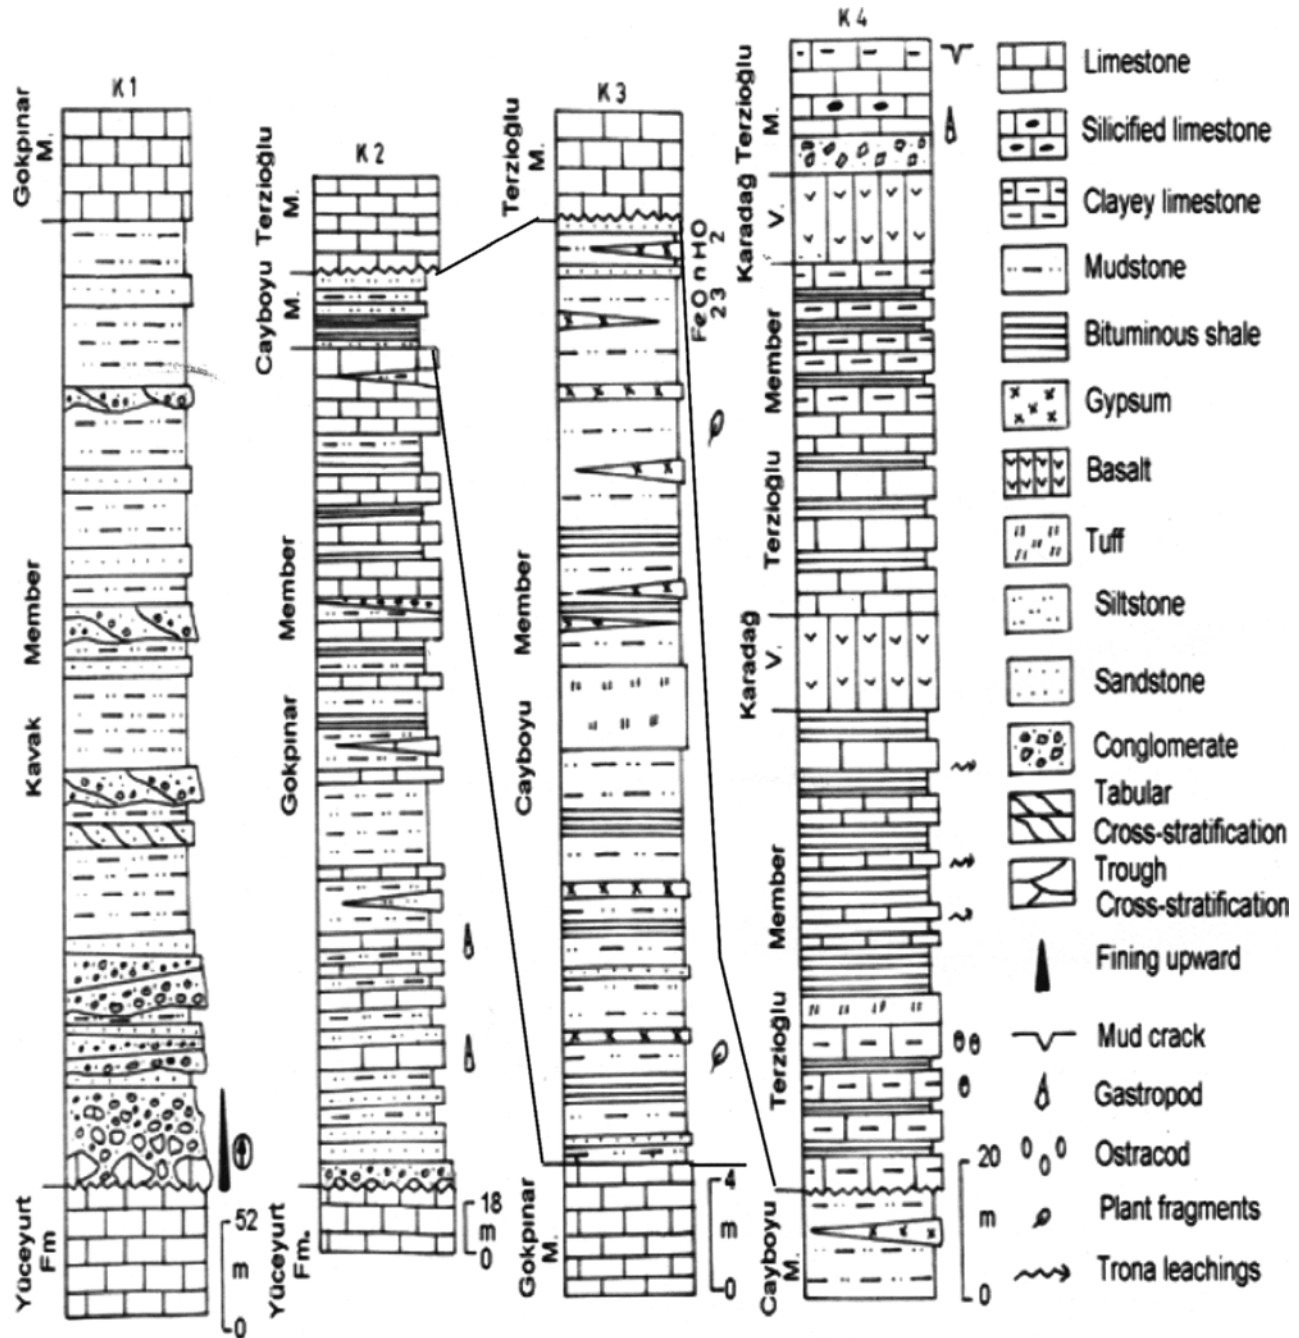 K1
Gokpınar M.
Kavak Member
Yüceyurt Fm
52
m
0
K2
Terzioğlu M.
Cayboyu M.
Gokpınar Member
Yüceyurt Fm.
18
m
0
K3
Terzioğlu M.
Cayboyu Member
Gokpınar M.
Fe2O3 n H2O
4
m
0
K4
Terzioğlu M.
Karadağ V.
Terzioğlu Member
Karadağ V.
Terzioğlu Member
Cayboyu M.
20
m
0
Limestone
Silicified limestone
Clayey limestone
Mudstone
Bituminous shale
Gypsum
Basalt
Tuff
Siltstone
Sandstone
Conglomerate
Tabular
Cross-stratification
Trough
Cross-stratification
Fining upward
Mud crack
Gastropod
Ostracod
Plant fragments
Trona leachings